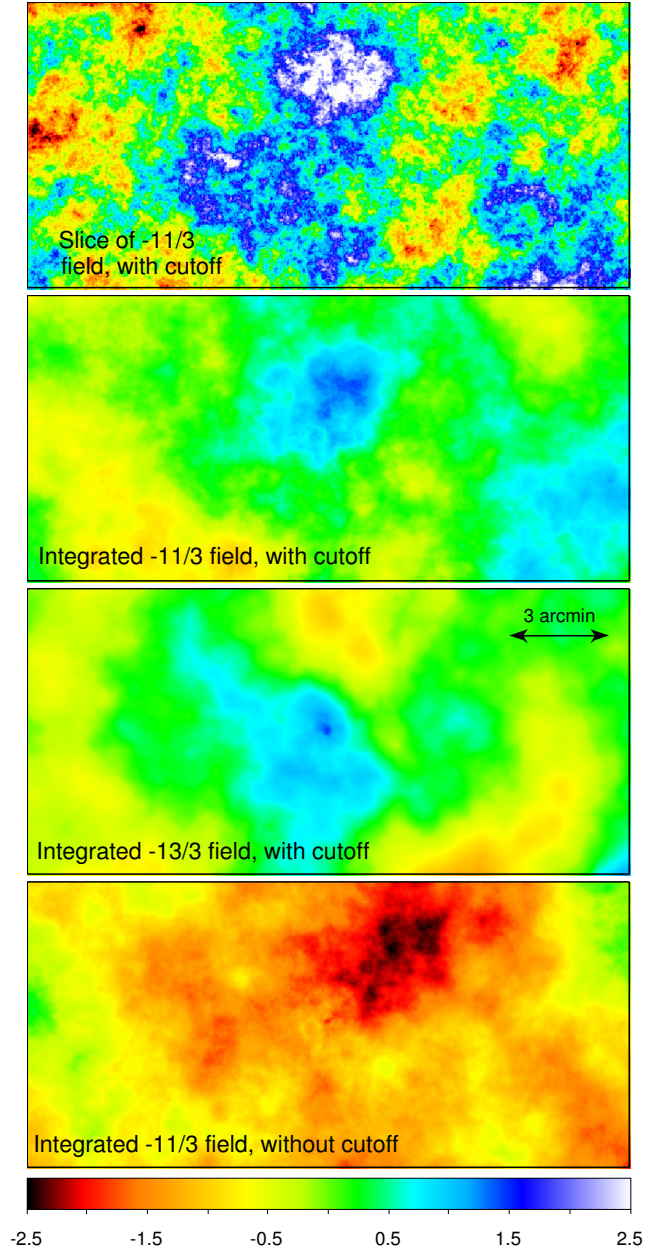 Slice of -11/3
field, with cutoff
Integrated -11/3 field, with cutoff
3 arcmin
Integrated -13/3 field, with cutoff
Integrated -11/3 field, without cutoff
-2.5 -1.5 -0.5 0.5 1.5 2.5